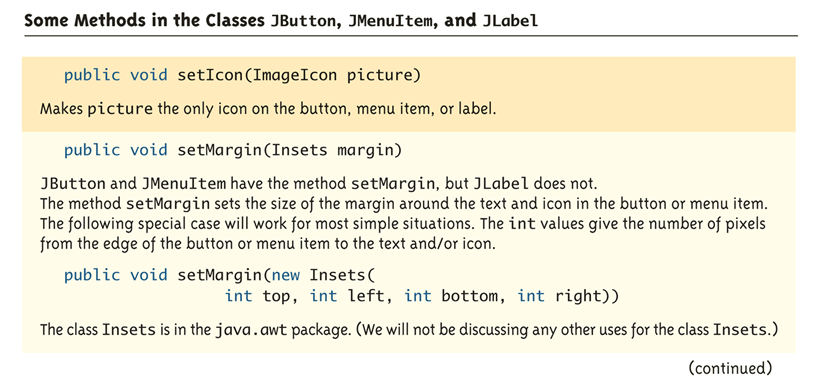 Some Methods in the Classes JButton, JMenuItem, and JLabel
public void setIcon(ImageIcon picture)
Makes picture the only icon on the button, menu item, or label.
public void setMargin(Insets margin)
JButton and JMenuItem have the method setMargin, but JLabel does not.
The method setMargin sets the size of the margin around the text and icon in the button or menu item.
The following special case will work for most simple situations. The int values give the number of pixels
from the edge of the button or menu item to the text and/or icon.
public void setMargin(new Insets(
int top, int left, int bottom, int right))
The class Insets is in the java.awt package. (We will not be discussing any other uses for the class Insets.)
(continued)